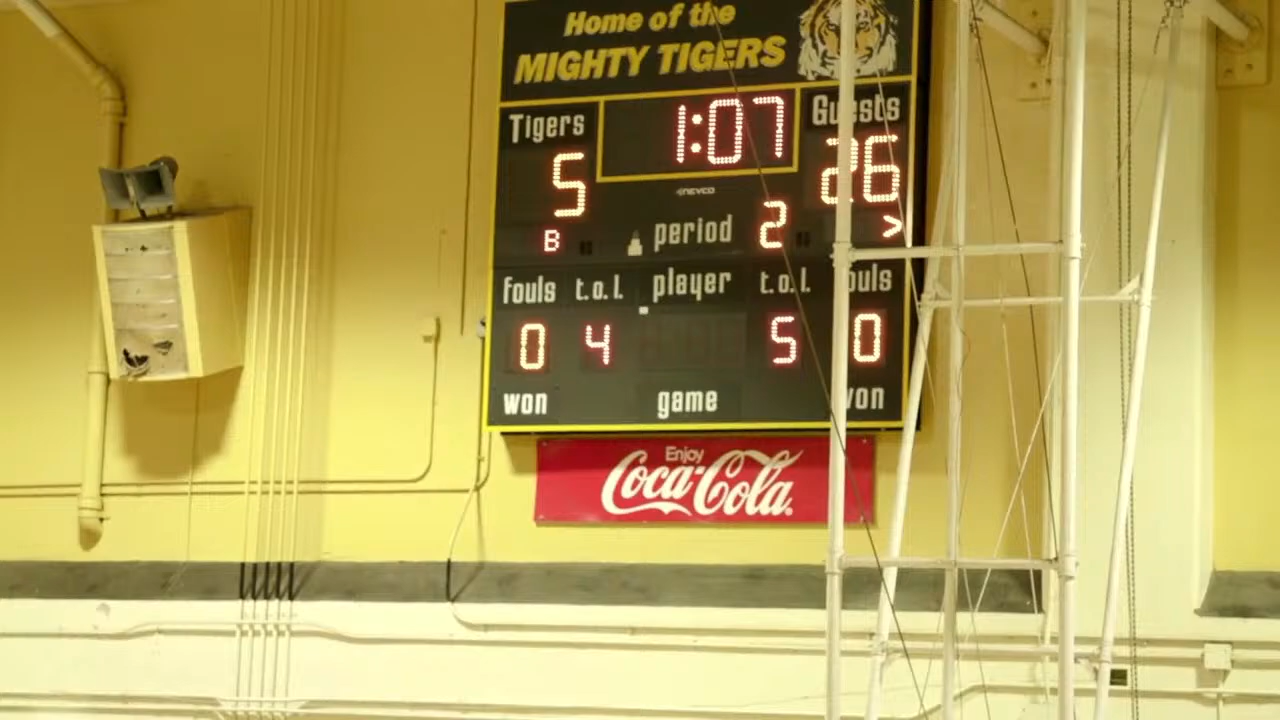 Home of the
MIGHTY TIGERS
Tigers 1:07 Guests
5 26
NEVCO
B period 2 >
fouls t.o.l. player t.o.l. fouls
0 4 5 0
won game won
Enjoy
Coca-Cola